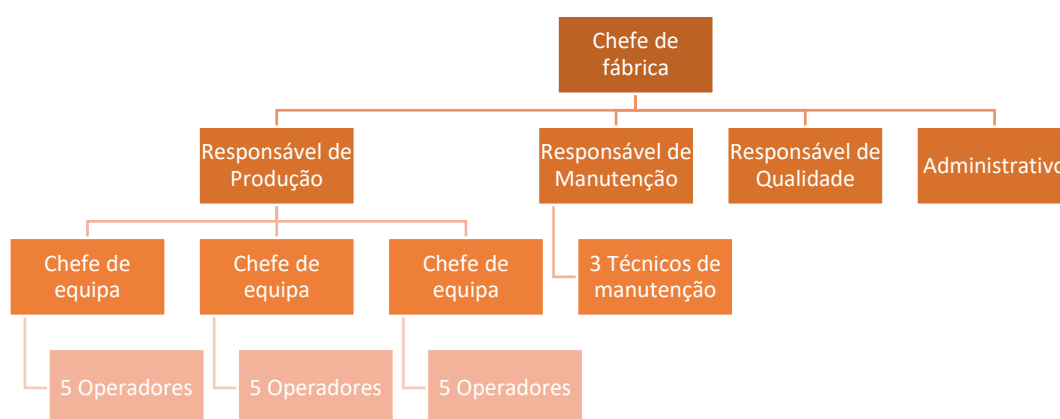 Chefe de
fábrica
Responsável de
Produção
Responsável de
Manutenção
Responsável de
Qualidade
Administrativo
Chefe de
equipa
Chefe de
equipa
Chefe de
equipa
3 Técnicos de
manutenção
5 Operadores
5 Operadores
5 Operadores